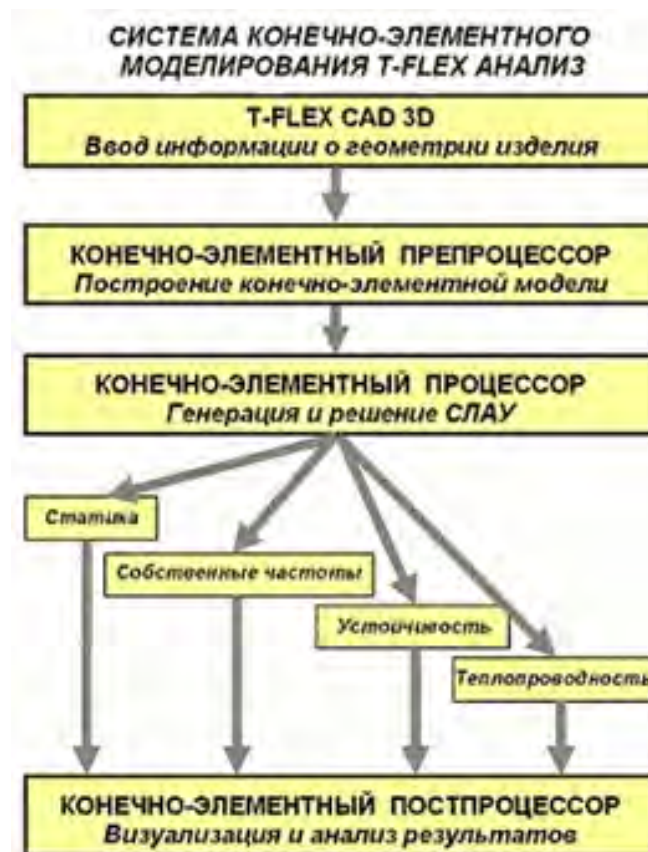 СИСТЕМА КОНЕЧНО-ЭЛЕМЕНТНОГО
МОДЕЛИРОВАНИЯ T-FLEX АНАЛИЗ
T-FLEX CAD 3D
Ввод информации о геометрии изделия
КОНЕЧНО-ЭЛЕМЕНТНЫЙ ПРЕПРОЦЕССОР
Построение конечно-элементной модели
КОНЕЧНО-ЭЛЕМЕНТНЫЙ ПРОЦЕССОР
Генерация и решение СЛАУ
Статика
Собственные частоты
Устойчивость
Теплопроводность
КОНЕЧНО-ЭЛЕМЕНТНЫЙ ПОСТПРОЦЕССОР
Визуализация и анализ результатов